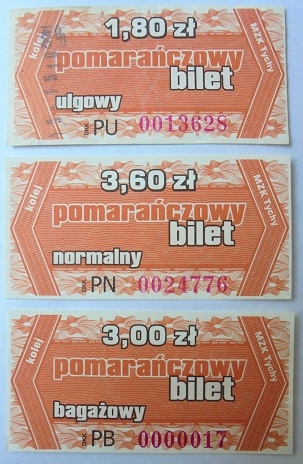 1,80 zł
kolej
MZK Tychy
pomarańczowy
bilet
ulgowy
PU 0013628
3,60 zł
kolej
MZK Tychy
pomarańczowy
bilet
normalny
PN 0024776
3,00 zł
kolej
MZK Tychy
pomarańczowy
bilet
bagażowy
PB 0000017